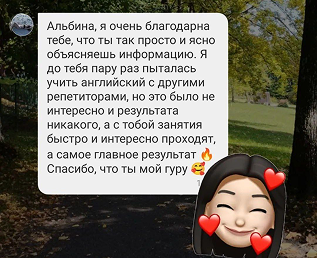 Альбина, я очень благодарна
тебе, что ты так просто и ясно
объясняешь информацию. Я
до тебя пару раз пыталась
учить английский с другими
репетиторами, но это было не
интересно и результата
никакого, а с тобой занятия
быстро и интересно проходят,
а самое главное результат 🔥
Спасибо, что ты мой гуру 🥰